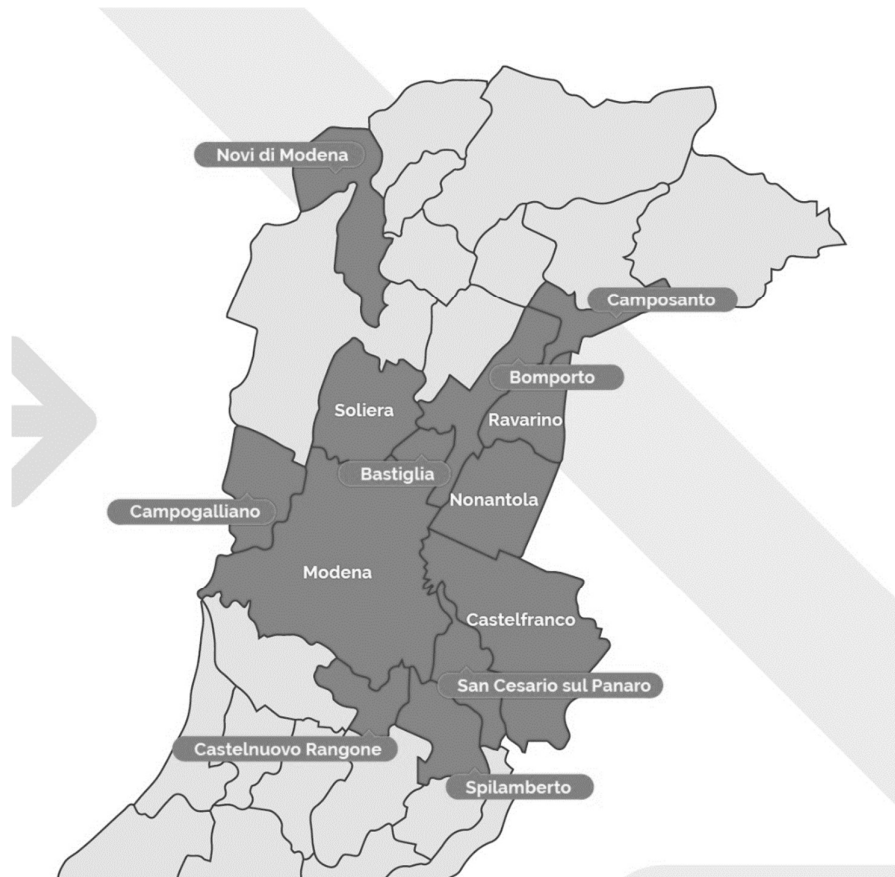 Novi di Modena
Camposanto
Bomporto
Soliera
Ravarino
Bastiglia
Nonantola
Campogalliano
Modena
Castelfranco
San Cesario sul Panaro
Castelnuovo Rangone
Spilamberto